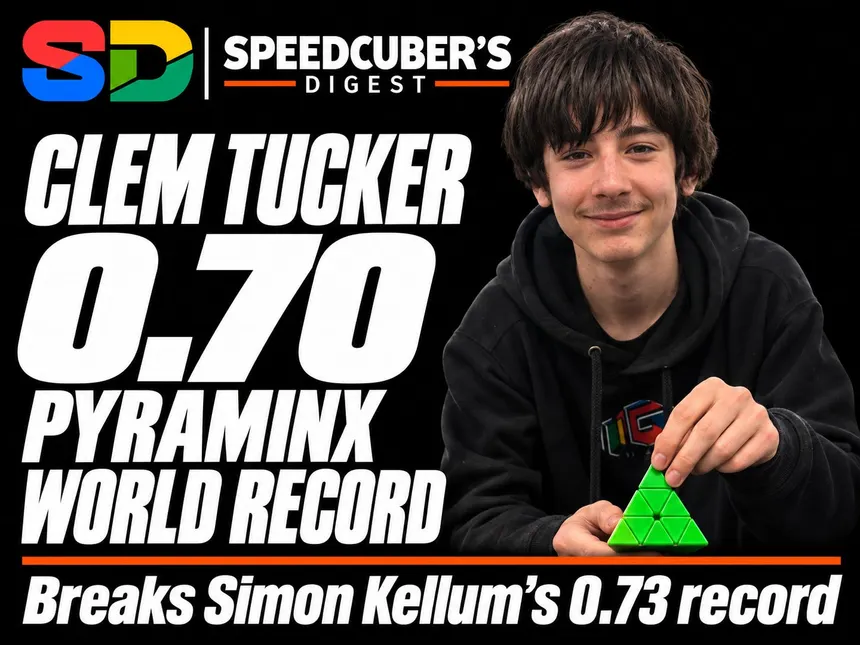 SD
SPEEDCUBER'S
DIGEST
CLEM TUCKER
0.70
PYRAMINX
WORLD RECORD
Breaks Simon Kellum's 0.73 record